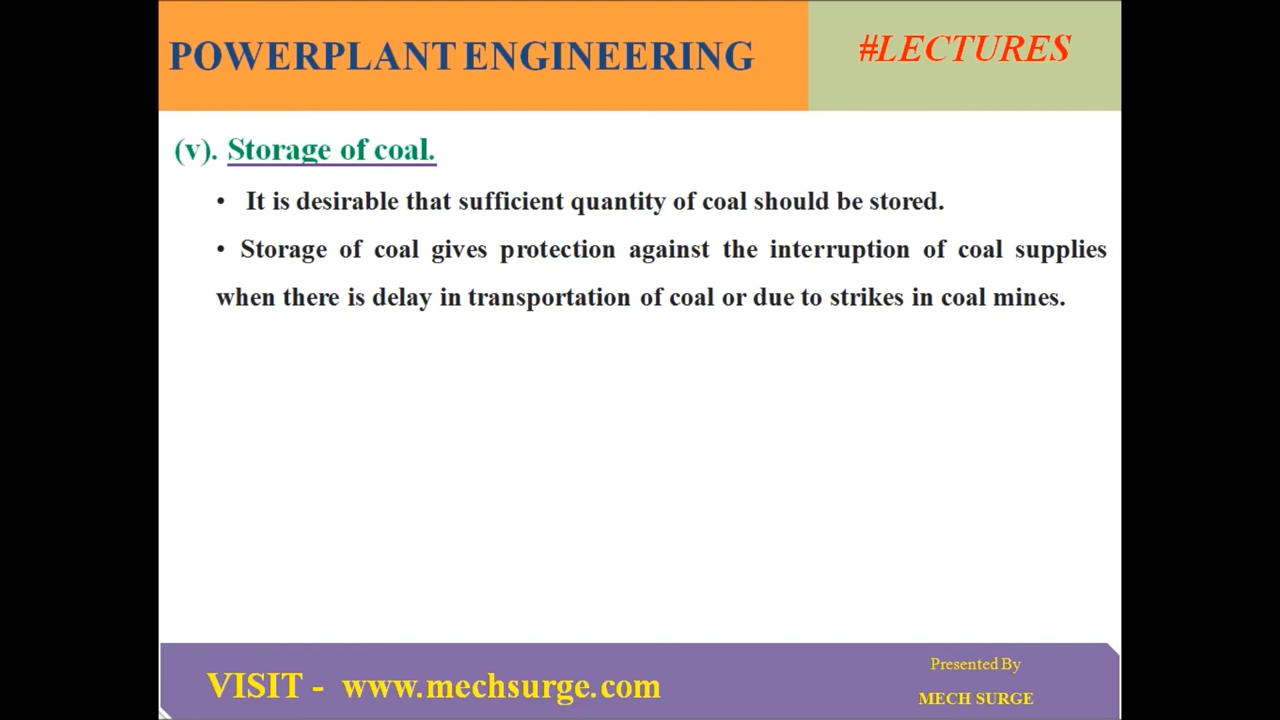 POWERPLANT ENGINEERING
#LECTURES
(v). Storage of coal.
• It is desirable that sufficient quantity of coal should be stored.
• Storage of coal gives protection against the interruption of coal supplies
when there is delay in transportation of coal or due to strikes in coal mines.
VISIT - www.mechsurge.com
Presented By
MECH SURGE